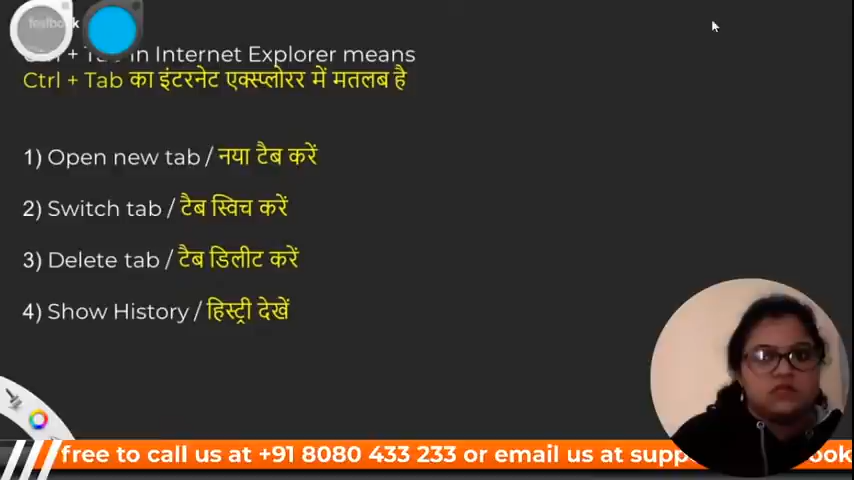 testbook
+ Tab in Internet Explorer means
Ctrl + Tab का इंटरनेट एक्स्प्लोरर में मतलब है
1) Open new tab / नया टैब करें
2) Switch tab / टैब स्विच करें
3) Delete tab / टैब डिलीट करें
4) Show History / हिस्ट्री देखें
free to call us at +91 8080 433 233 or email us at